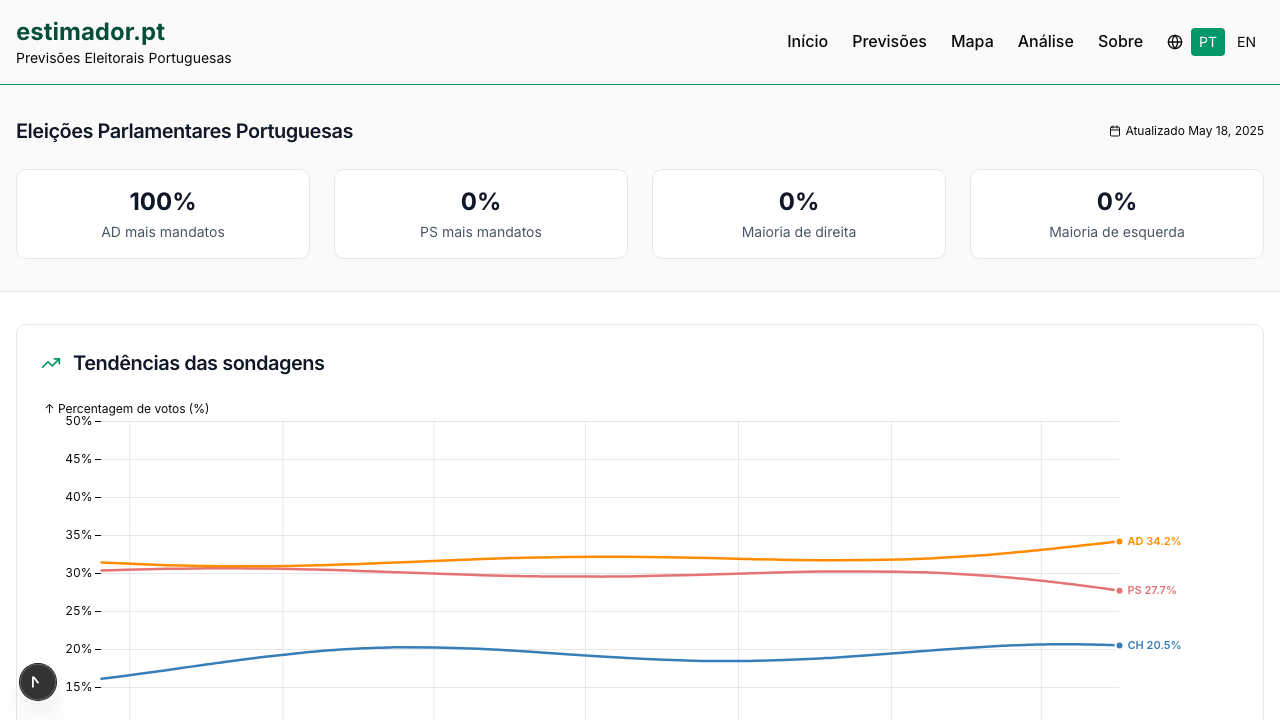 estimador.pt
Previsões Eleitorais Portuguesas
Início Previsões Mapa Análise Sobre PT EN
Eleições Parlamentares Portuguesas
Atualizado May 18, 2025
100%
AD mais mandatos
0%
PS mais mandatos
0%
Maioria de direita
0%
Maioria de esquerda
Tendências das sondagens
↑ Percentagem de votos (%)
50%
45%
40%
35%
AD 34.2%
30%
PS 27.7%
25%
20%
CH 20.5%
15%